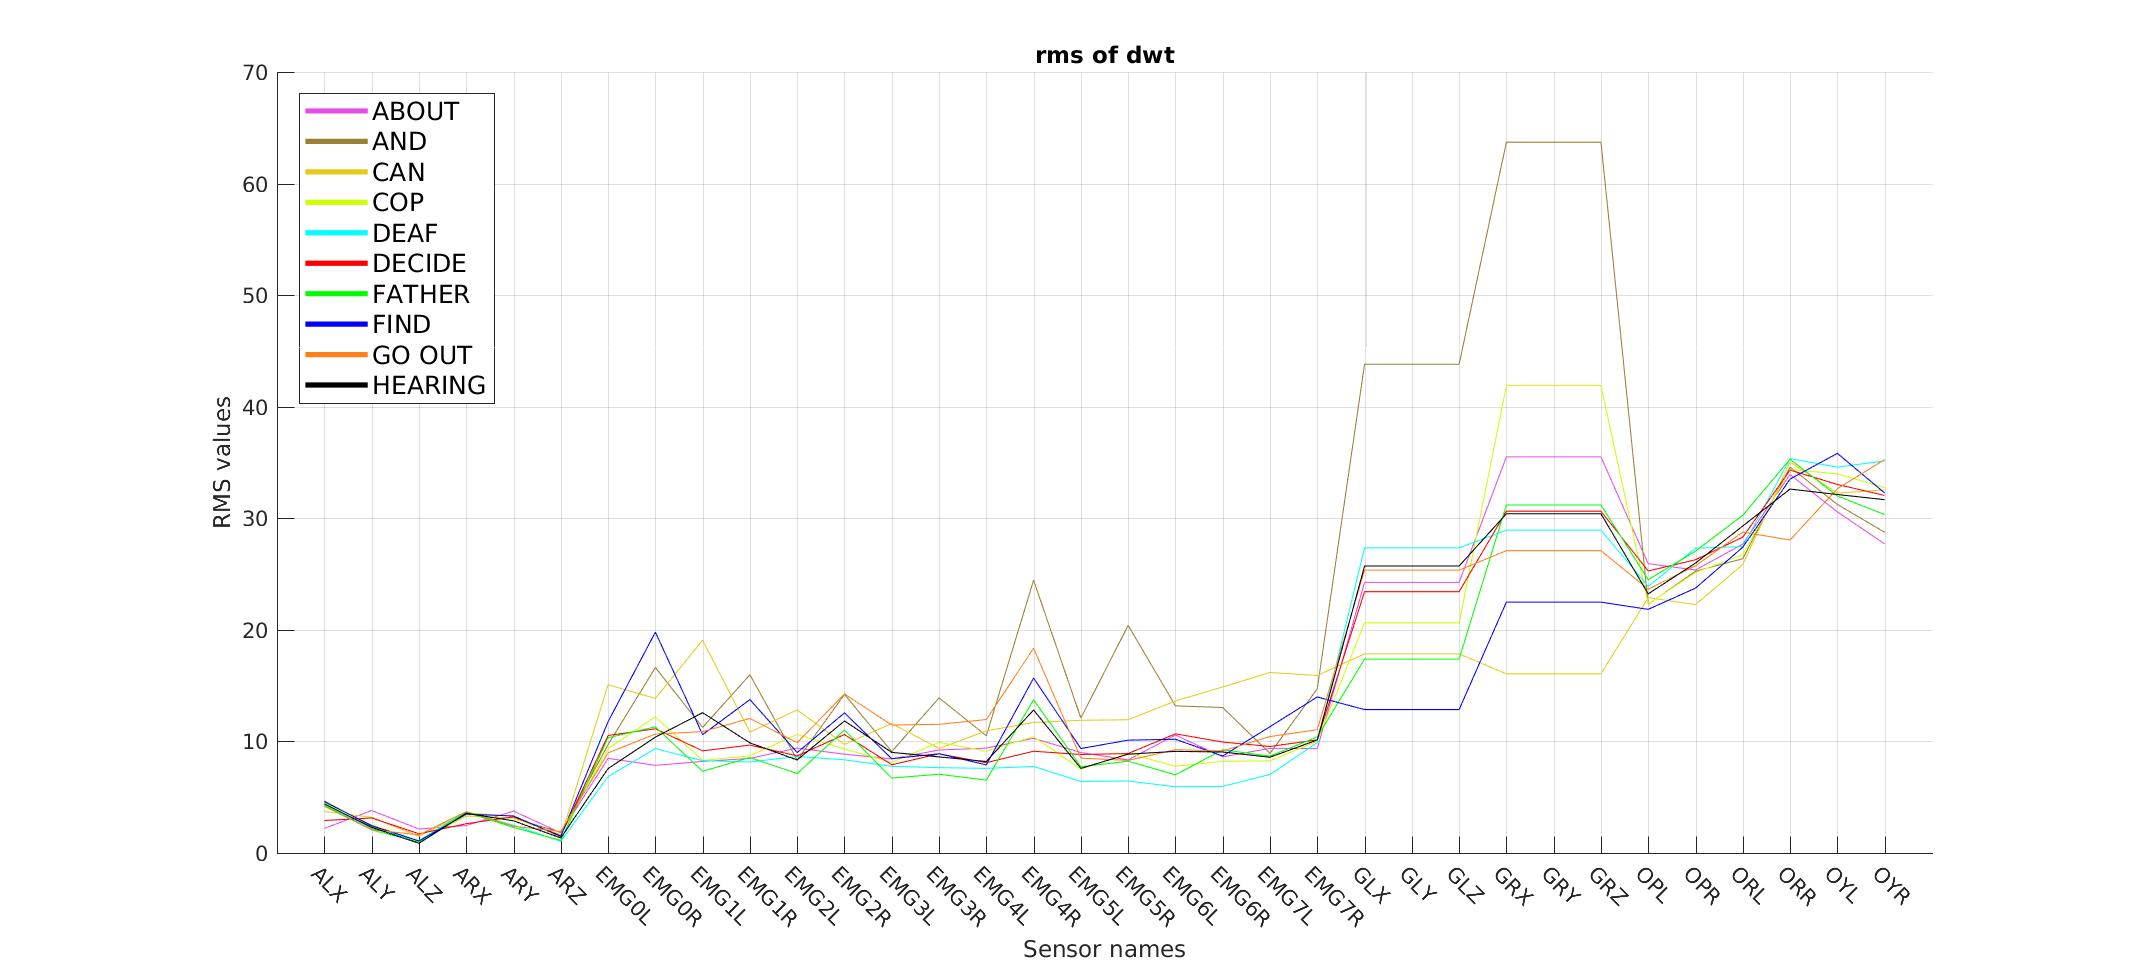 rms of dwt
70
60
50
40
30
20
10
0
RMS values
ABOUT
AND
CAN
COP
DEAF
DECIDE
FATHER
FIND
GO OUT
HEARING
ALX
ALY
ALZ
ARX
ARY
ARZ
EMG0L
EMG0R
EMG1L
EMG1R
EMG2L
EMG2R
EMG3L
EMG3R
EMG4L
EMG4R
EMG5L
EMG5R
EMG6L
EMG6R
EMG7L
EMG7R
GLX
GLY
GLZ
GRX
GRY
GRZ
OPL
OPR
ORL
ORR
OYL
OYR
Sensor names